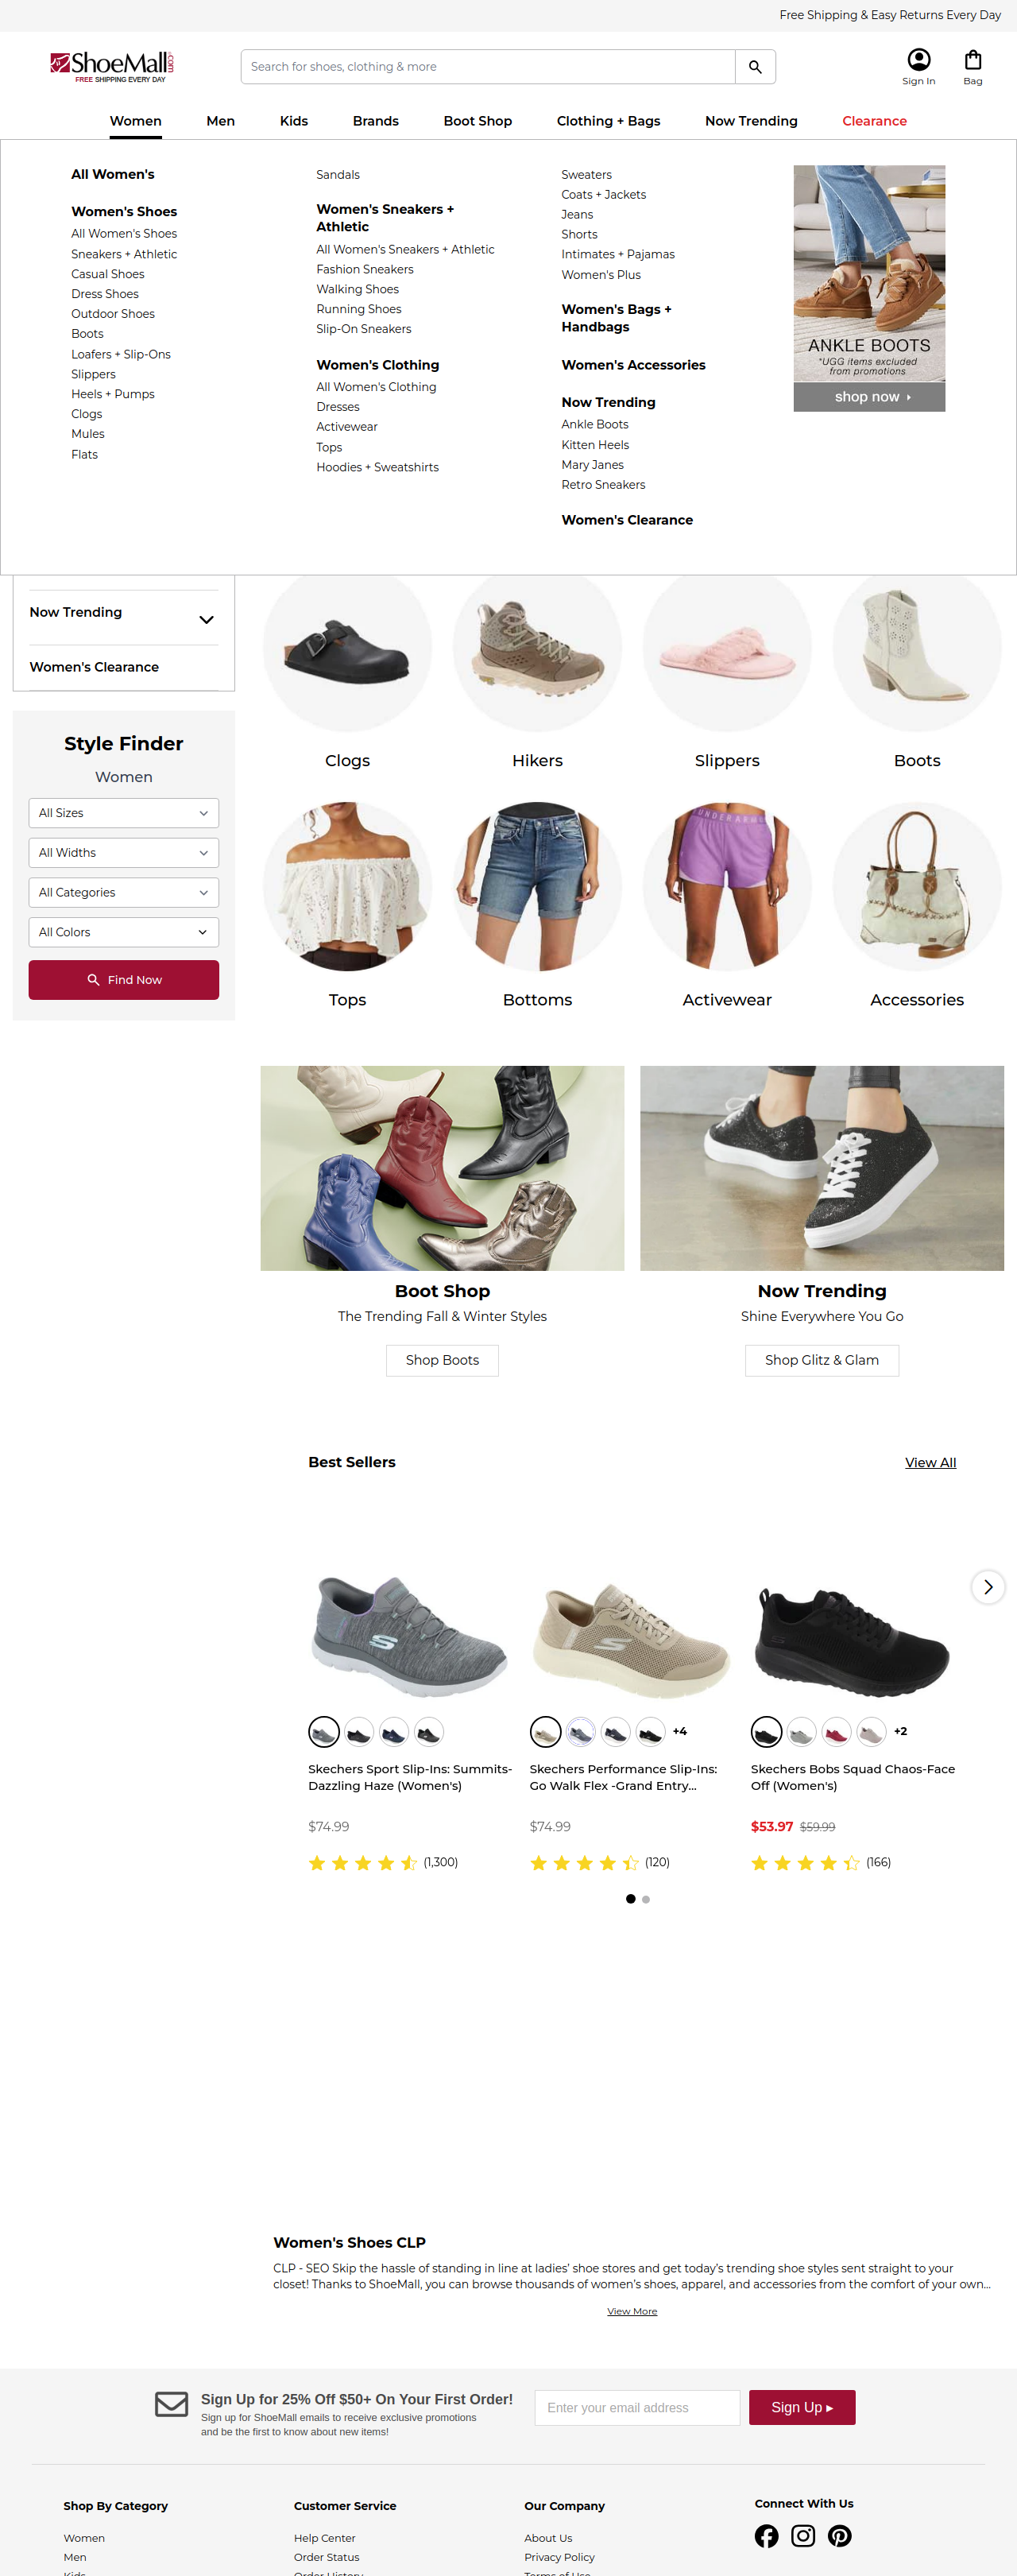 Free Shipping & Easy Returns Every Day
ShoeMall.com
FREE SHIPPING EVERY DAY
Search for shoes, clothing & more
Sign In
Bag
Women
Men
Kids
Brands
Boot Shop
Clothing + Bags
Now Trending
Clearance
All Women's
Women's Shoes
All Women's Shoes
Sneakers + Athletic
Casual Shoes
Dress Shoes
Outdoor Shoes
Boots
Loafers + Slip-Ons
Slippers
Heels + Pumps
Clogs
Mules
Flats
Sandals
Women's Sneakers +
Athletic
All Women's Sneakers + Athletic
Fashion Sneakers
Walking Shoes
Running Shoes
Slip-On Sneakers
Women's Clothing
All Women's Clothing
Dresses
Activewear
Tops
Hoodies + Sweatshirts
Sweaters
Coats + Jackets
Jeans
Shorts
Intimates + Pajamas
Women's Plus
Women's Bags +
Handbags
Women's Accessories
Now Trending
Ankle Boots
Kitten Heels
Mary Janes
Retro Sneakers
Women's Clearance
ANKLE BOOTS
*UGG items excluded
from promotions
shop now
Now Trending
Women's Clearance
Style Finder
Women
All Sizes
All Widths
All Categories
All Colors
Find Now
Clogs
Hikers
Slippers
Boots
UNDER ARMOUR
Tops
Bottoms
Activewear
Accessories
Boot Shop
The Trending Fall & Winter Styles
Shop Boots
Now Trending
Shine Everywhere You Go
Shop Glitz & Glam
Best Sellers
View All
+4
+2
Skechers Sport Slip-Ins: Summits-
Dazzling Haze (Women's)
$74.99
(1,300)
Skechers Performance Slip-Ins:
Go Walk Flex -Grand Entry...
$74.99
(120)
Skechers Bobs Squad Chaos-Face
Off (Women's)
$53.97 $59.99
(166)
Women's Shoes CLP
CLP - SEO Skip the hassle of standing in line at ladies’ shoe stores and get today’s trending shoe styles sent straight to your
closet! Thanks to ShoeMall, you can browse thousands of women’s shoes, apparel, and accessories from the comfort of your own...
View More
Sign Up for 25% Off $50+ On Your First Order!
Sign up for ShoeMall emails to receive exclusive promotions
and be the first to know about new items!
Enter your email address
Sign Up ▸
Shop By Category
Women
Men
Kids
Customer Service
Help Center
Order Status
Order History
Our Company
About Us
Privacy Policy
Terms of Use
Connect With Us